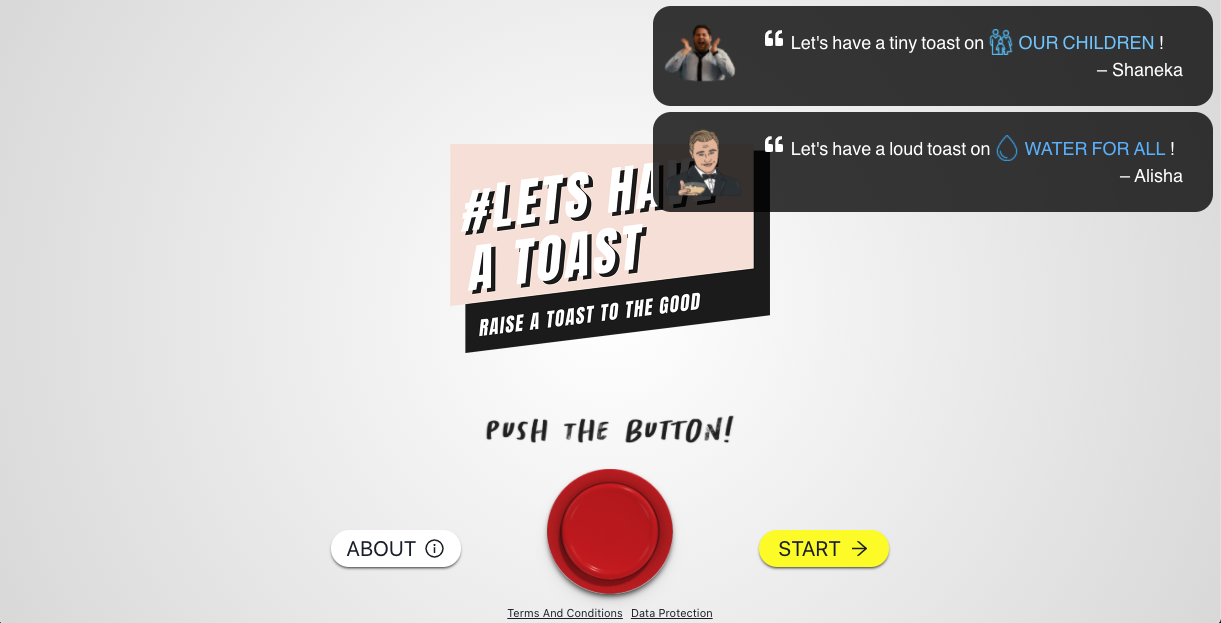 “ Let's have a tiny toast on OUR CHILDREN !
– Shaneka
“ Let's have a loud toast on WATER FOR ALL !
– Alisha
#LETS HAVE
A TOAST
RAISE A TOAST TO THE GOOD
PUSH THE BUTTON!
ABOUT
START
Terms And Conditions Data Protection